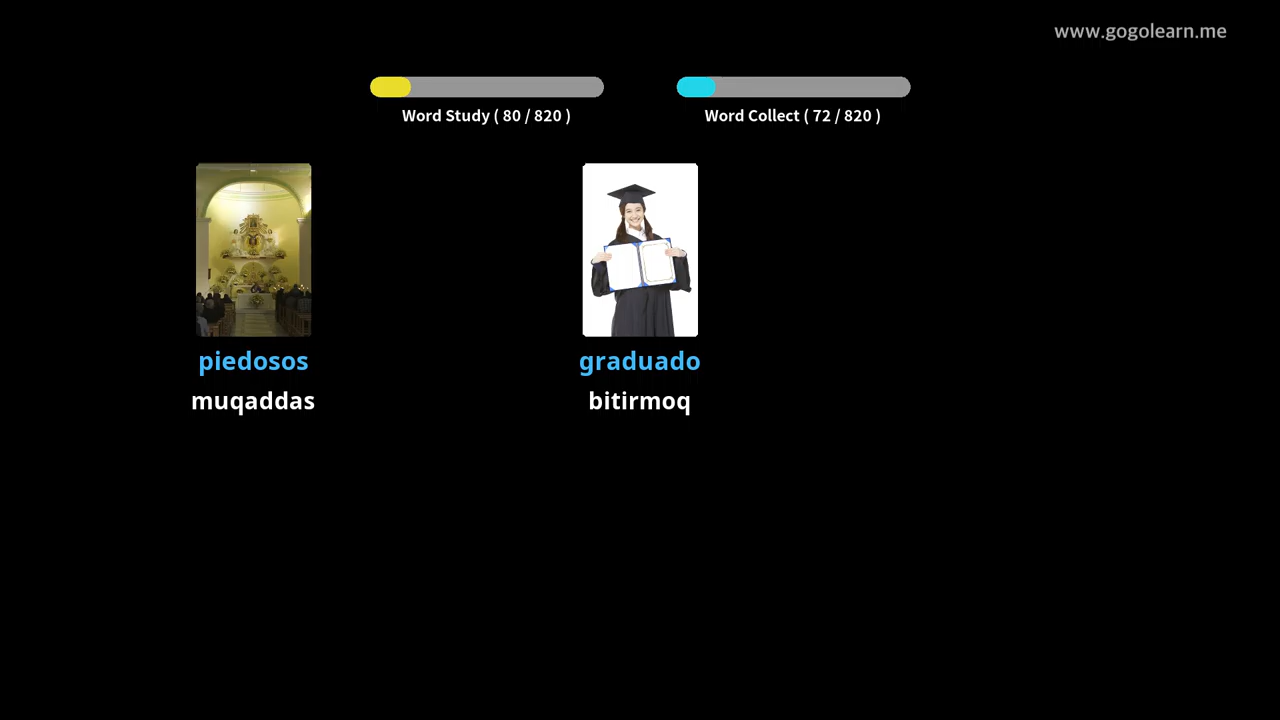 www.gogolearn.me
Word Study ( 80 / 820 )
Word Collect ( 72 / 820 )
piedosos
muqaddas
graduado
bitirmoq